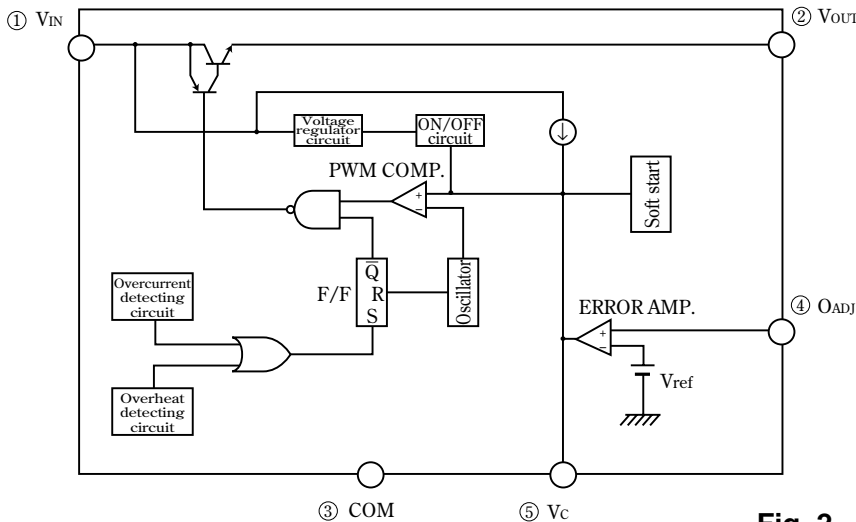 ① VIN
② VOUT
Voltage
regulator
circuit
ON/OFF
circuit
↓
PWM COMP.
+
−
Soft start
Overcurrent
detecting
circuit
F/F
Q̅
R
S
Oscillator
ERROR AMP.
+
−
④ OADJ
Vref
Overheat
detecting
circuit
③ COM
⑤ VC
Fig. 2